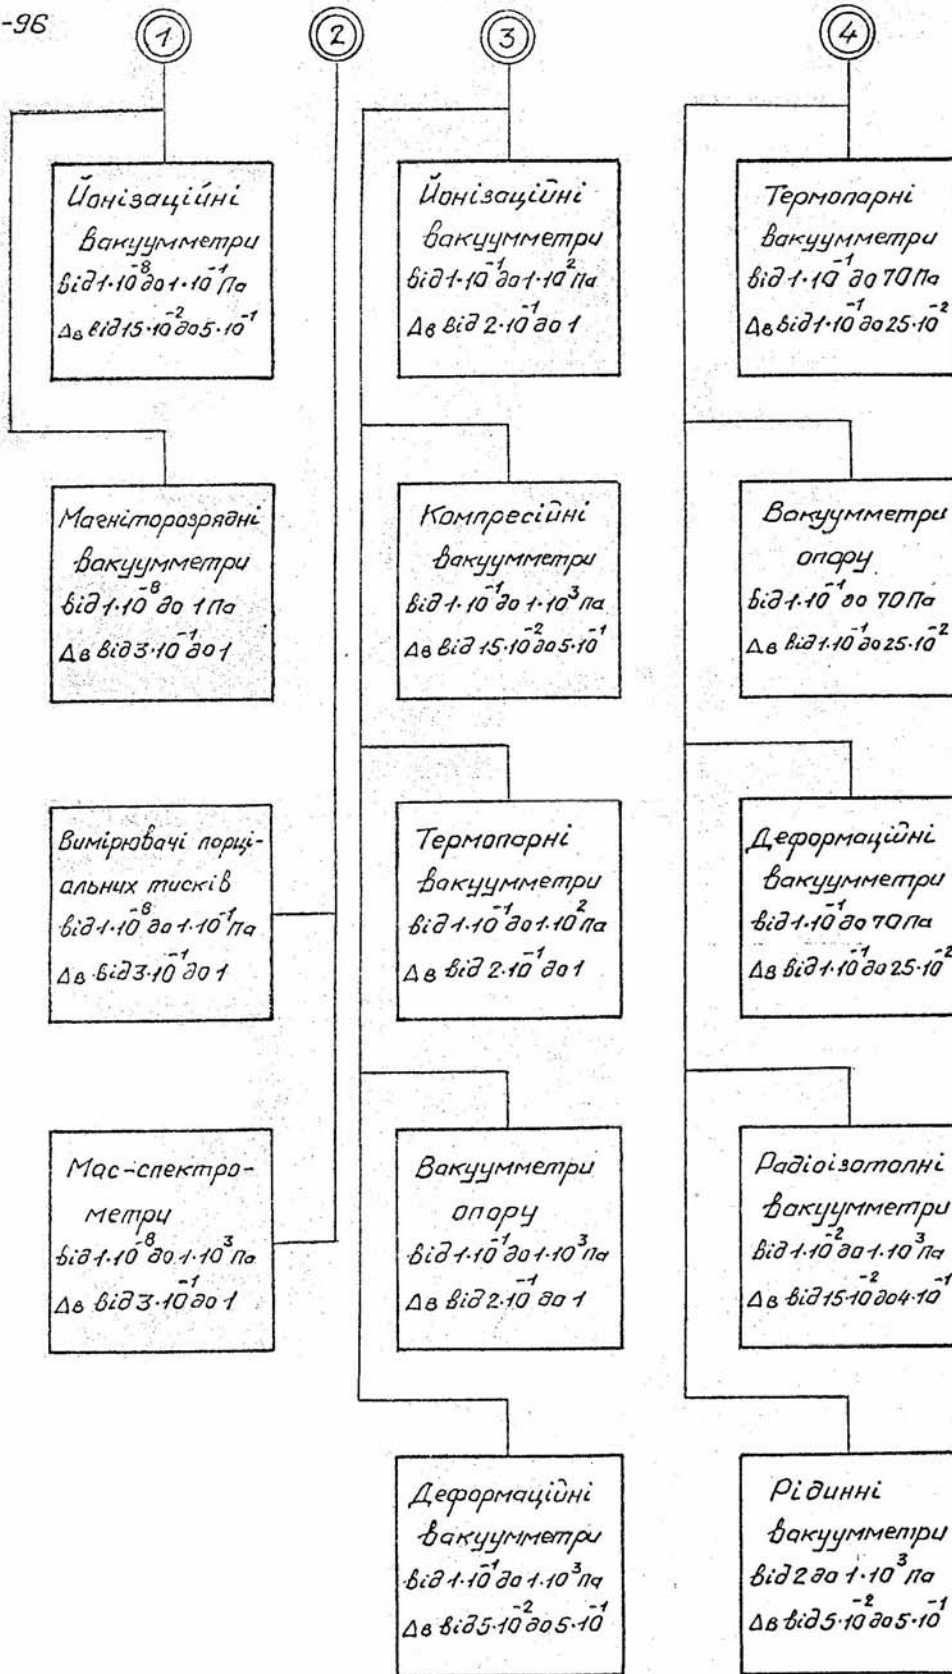 -96
1
2
3
4
Йонізаційні
вакуумметри
від 1·10⁻⁸ до 1·10⁻¹ Па
Δв від 15·10⁻² до 5·10⁻¹
Магніторозрядні
вакуумметри
від 1·10⁻⁸ до 1 Па
Δв від 3·10⁻¹ до 1
Вимірювачі порці-
альних тисків
від 1·10⁻⁸ до 1·10⁻¹ Па
Δв від 3·10⁻¹ до 1
Мас-спектро-
метри
від 1·10⁻⁸ до 1·10³ Па
Δв від 3·10⁻¹ до 1
Йонізаційні
вакуумметри
від 1·10⁻¹ до 1·10² Па
Δв від 2·10⁻¹ до 1
Компресійні
вакуумметри
від 1·10⁻¹ до 1·10³ Па
Δв від 15·10⁻² до 5·10⁻¹
Термопарні
вакуумметри
від 1·10⁻¹ до 1·10² Па
Δв від 2·10⁻¹ до 1
Вакуумметри
опору
від 1·10⁻¹ до 1·10³ Па
Δв від 2·10⁻¹ до 1
Деформаційні
вакуумметри
від 1·10⁻¹ до 1·10³ Па
Δв від 5·10⁻² до 5·10⁻¹
Термопарні
вакуумметри
від 1·10⁻¹ до 70 Па
Δв від 1·10⁻¹ до 25·10⁻²
Вакуумметри
опору
від 1·10⁻¹ до 70 Па
Δв від 1·10⁻¹ до 25·10⁻²
Деформаційні
вакуумметри
від 1·10⁻¹ до 70 Па
Δв від 1·10⁻¹ до 25·10⁻²
Радіоізотопні
вакуумметри
від 1·10⁻² до 1·10³ Па
Δв від 15·10⁻² до 4·10⁻¹
Рідинні
вакуумметри
від 2 до 1·10³ Па
Δв від 5·10⁻² до 5·10⁻¹